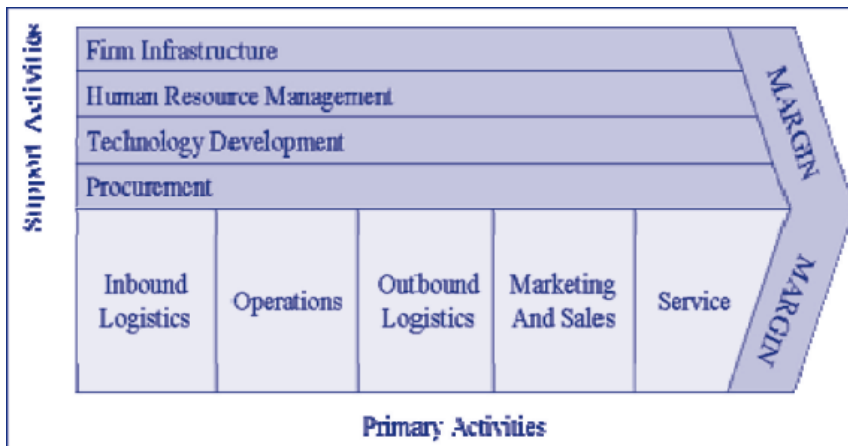 Support Activities
Firm Infrastructure
Human Resource Management
Technology Development
Procurement
MARGIN
Inbound
Logistics
Operations
Outbound
Logistics
Marketing
And Sales
Service
MARGIN
Primary Activities